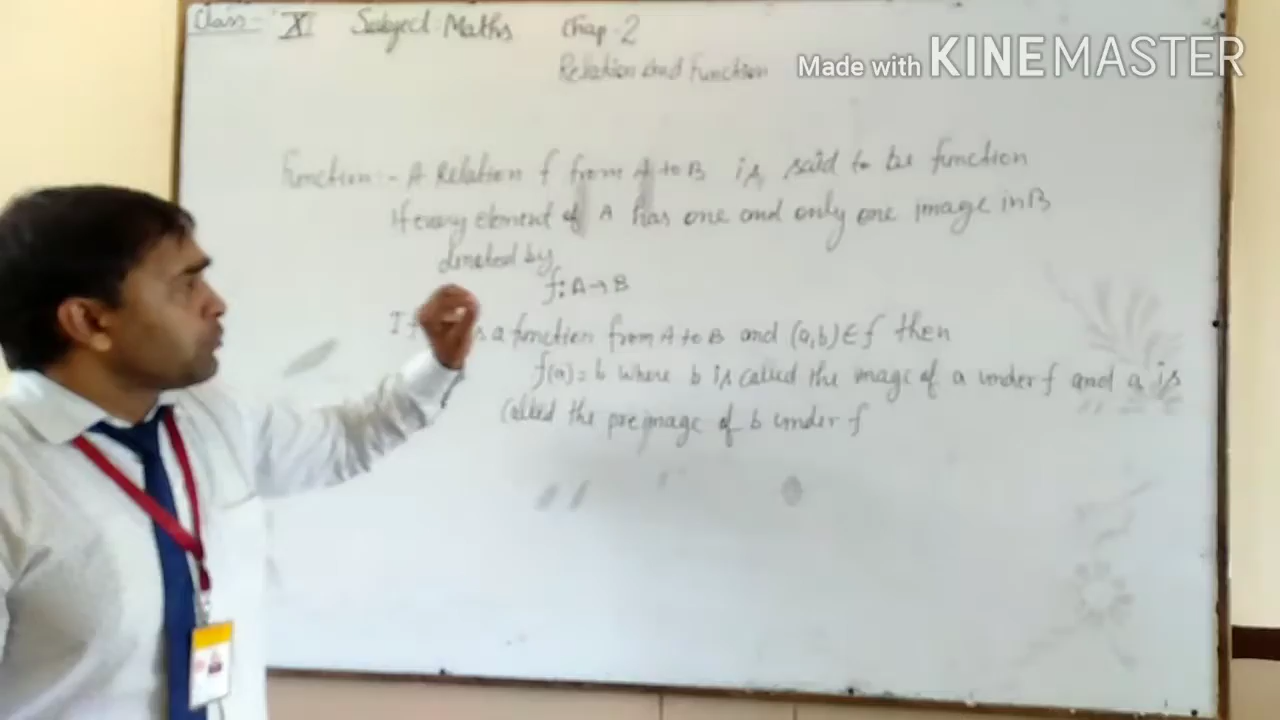 Class - XI Subject: Maths Chap - 2
Relation and Function
Made with KINEMASTER
Function :- A Relation f from A to B is said to be function
If every element of A has one and only one image in B
denoted by
f: A → B
If a function from A to B and (a,b) ∈ f then
f(a) = b where b is called the image of a under f and a is
called the preimage of b under f